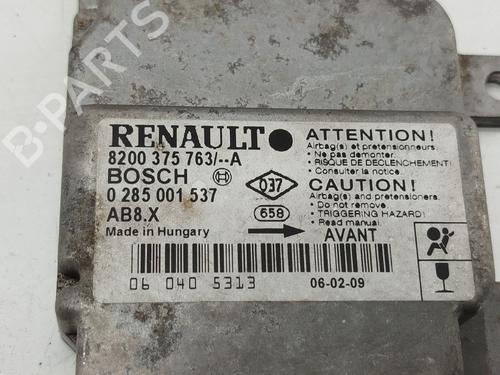 B-PARTS
RENAULT
8200 375 763/--A
BOSCH
0 285 001 537
AB8.X
Made in Hungary
037
658
ATTENTION!
Airbag(s) et pretensionneurs.
• Ne pas demonter.
• RISQUE DE DECLENCHEMENT!
• Consulter la notice.
CAUTION!
Airbag(s) and pretensioners.
• Do not remove.
• TRIGGERING HAZARD!
• Read manual.
AVANT
06 040 5313
06-02-09